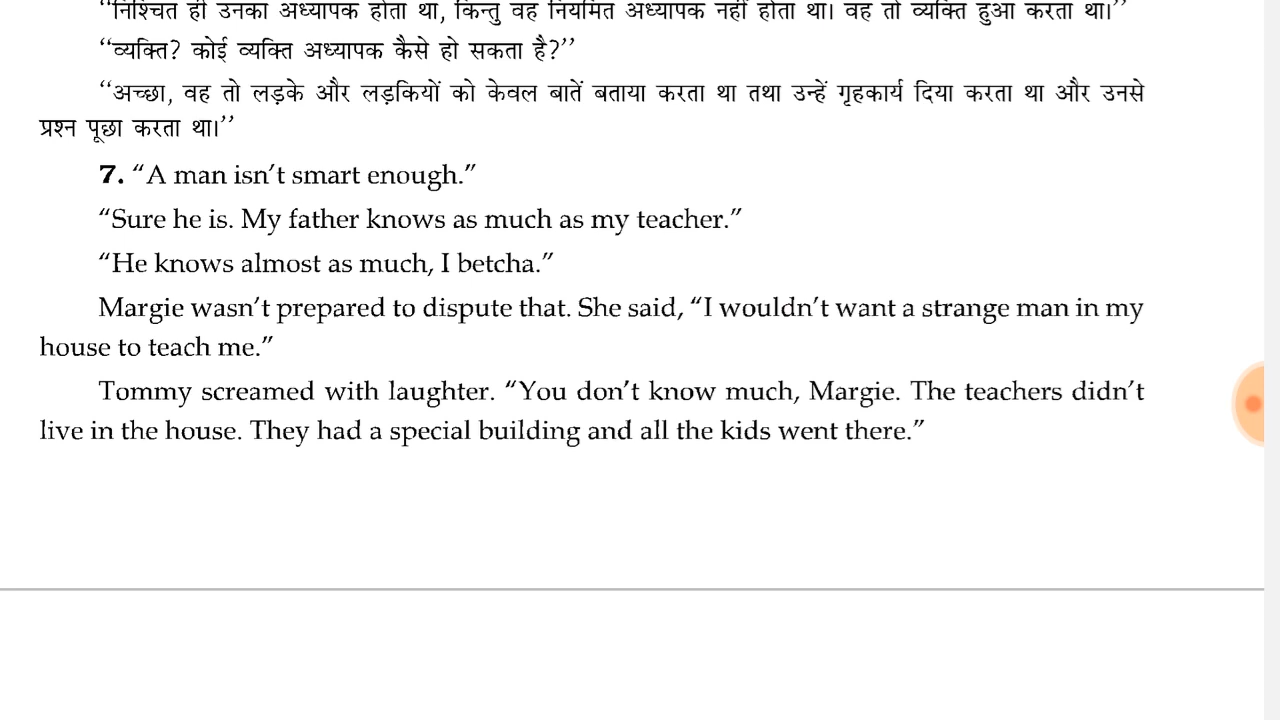 ‘‘निश्चित ही उनका अध्यापक होता था, किन्तु वह नियमित अध्यापक नहीं होता था। वह तो व्यक्ति हुआ करता था।’’
‘‘व्यक्ति? कोई व्यक्ति अध्यापक कैसे हो सकता है?’’
‘‘अच्छा, वह तो लड़के और लड़कियों को केवल बातें बताया करता था तथा उन्हें गृहकार्य दिया करता था और उनसे
प्रश्न पूछा करता था।’’
7. “A man isn’t smart enough.”
“Sure he is. My father knows as much as my teacher.”
“He knows almost as much, I betcha.”
Margie wasn’t prepared to dispute that. She said, “I wouldn’t want a strange man in my
house to teach me.”
Tommy screamed with laughter. “You don’t know much, Margie. The teachers didn’t
live in the house. They had a special building and all the kids went there.”